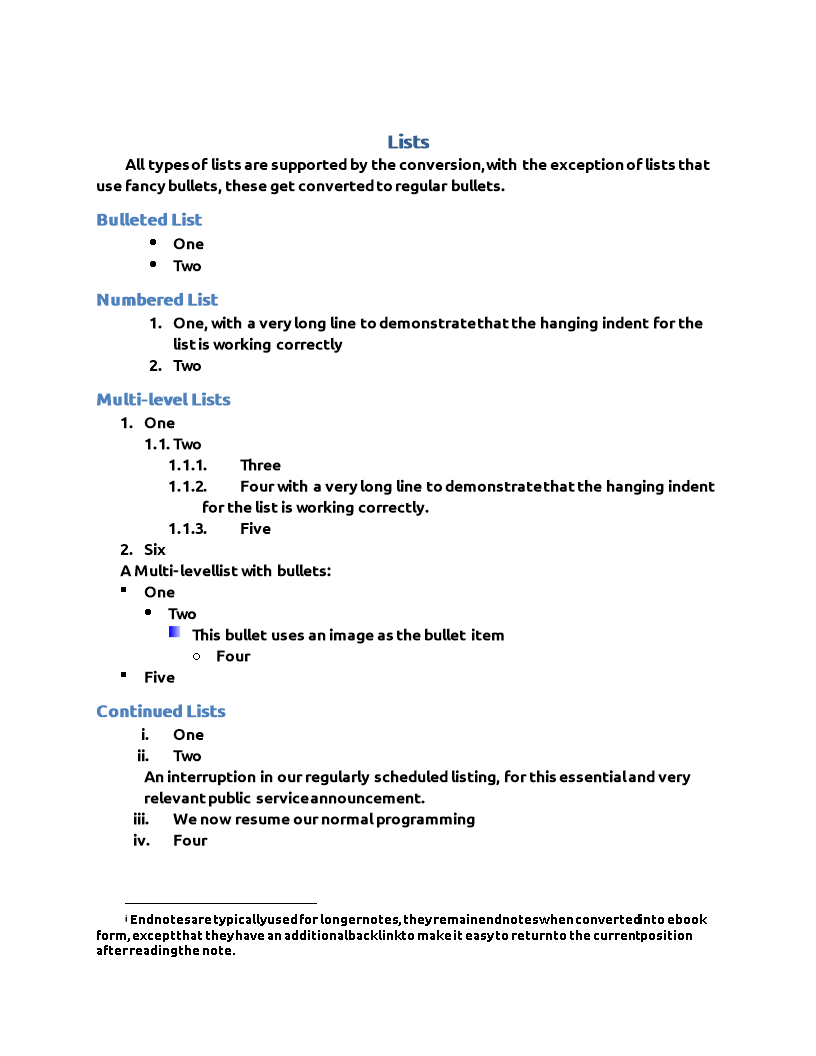 Lists
All types of lists are supported by the conversion, with the exception of lists that
use fancy bullets, these get converted to regular bullets.
Bulleted List
• One
• Two
Numbered List
1. One, with a very long line to demonstrate that the hanging indent for the
list is working correctly
2. Two
Multi-level Lists
1. One
1.1. Two
1.1.1. Three
1.1.2. Four with a very long line to demonstrate that the hanging indent
for the list is working correctly.
1.1.3. Five
2. Six
A Multi-level list with bullets:
▪ One
• Two
This bullet uses an image as the bullet item
○ Four
▪ Five
Continued Lists
i. One
ii. Two
An interruption in our regularly scheduled listing, for this essential and very
relevant public service announcement.
iii. We now resume our normal programming
iv. Four
i Endnotes are typically used for longer notes, they remain endnotes when converted into ebook
form, except that they have an additional backlink to make it easy to return to the current position
after reading the note.